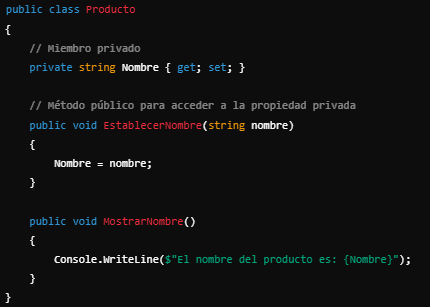 public class Producto
{
    // Miembro privado
    private string Nombre { get; set; }

    // Método público para acceder a la propiedad privada
    public void EstablecerNombre(string nombre)
    {
        Nombre = nombre;
    }

    public void MostrarNombre()
    {
        Console.WriteLine($"El nombre del producto es: {Nombre}");
    }
}